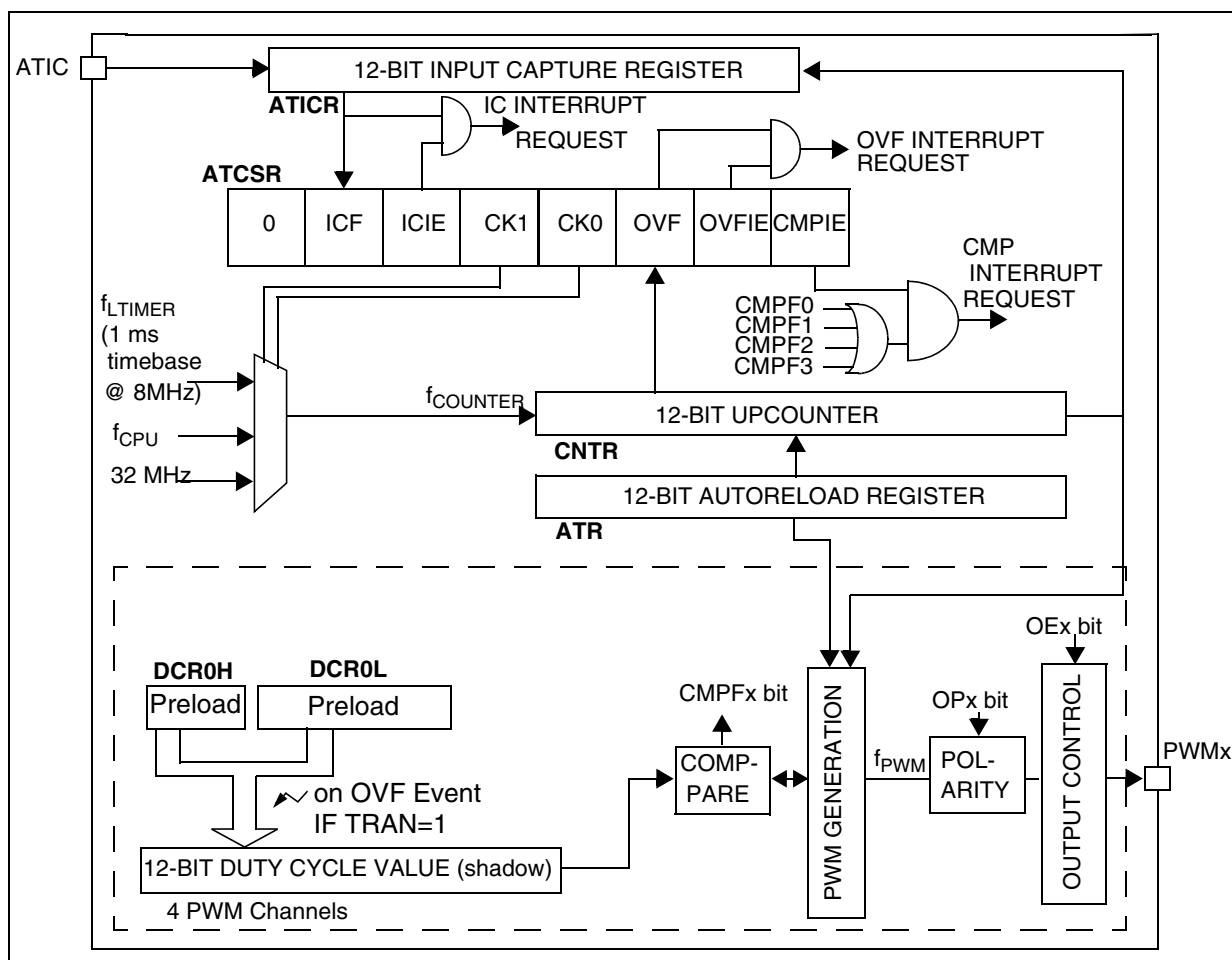 ATIC
12-BIT INPUT CAPTURE REGISTER
ATICR
IC INTERRUPT
REQUEST
OVF INTERRUPT
REQUEST
ATCSR
0 ICF ICIE CK1 CK0 OVF OVFIE CMPIE
CMP
INTERRUPT
REQUEST
fLTIMER
(1 ms
timebase
@ 8MHz)
CMPF0
CMPF1
CMPF2
CMPF3
fCOUNTER
12-BIT UPCOUNTER
fCPU
CNTR
32 MHz
12-BIT AUTORELOAD REGISTER
ATR
OEx bit
DCR0H
DCR0L
Preload
Preload
CMPFx bit
OPx bit
PWMx
COMP-
PARE
PWM GENERATION
fPWM
POL-
ARITY
OUTPUT CONTROL
on OVF Event
IF TRAN=1
12-BIT DUTY CYCLE VALUE (shadow)
4 PWM Channels